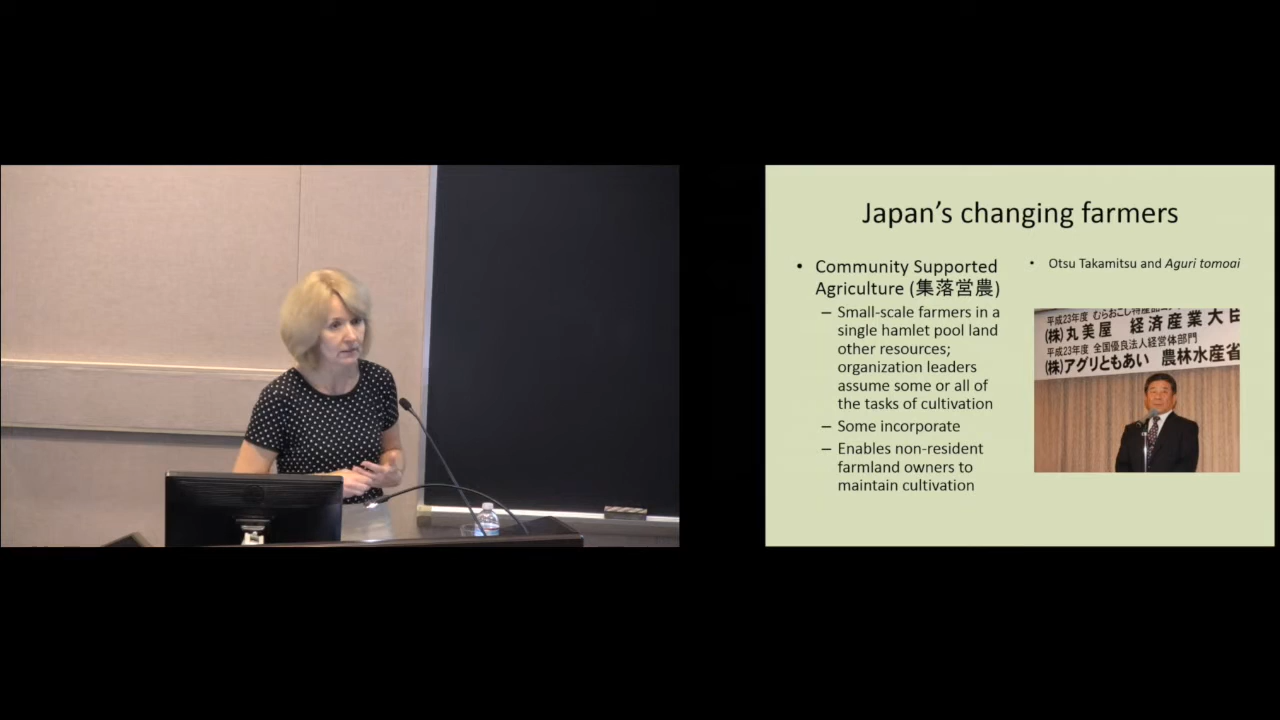 Japan's changing farmers
• Community Supported
Agriculture (集落営農)
– Small-scale farmers in a
single hamlet pool land
other resources;
organization leaders
assume some or all of
the tasks of cultivation
– Some incorporate
– Enables non-resident
farmland owners to
maintain cultivation
• Otsu Takamitsu and Aguri tomoai
平成23年度 むらおこし特産品
(株)丸美屋 経済産業大臣
平成23年度 全国優良法人経営体部門
(株)アグリともあい 農林水産省